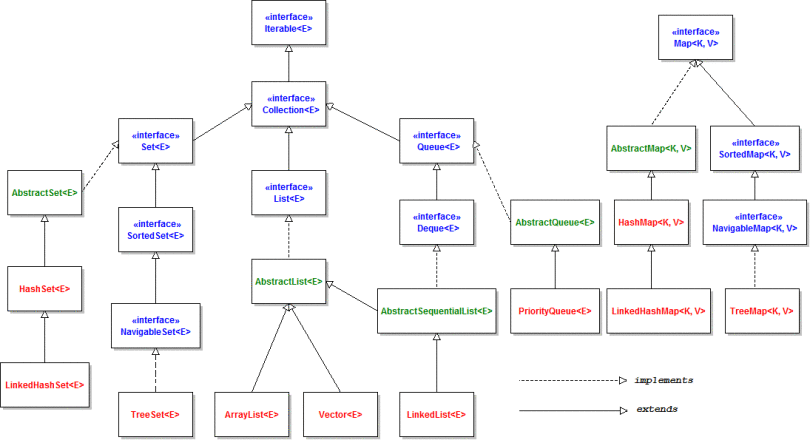 «interface»
Iterable<E>
«interface»
Map<K, V>
«interface»
Collection<E>
«interface»
Set<E>
«interface»
Queue<E>
AbstractMap<K, V>
«interface»
SortedMap<K, V>
AbstractSet<E>
«interface»
List<E>
«interface»
SortedSet<E>
«interface»
Deque<E>
AbstractQueue<E>
HashMap<K, V>
«interface»
NavigableMap<K, V>
HashSet<E>
AbstractList<E>
«interface»
NavigableSet<E>
AbstractSequentialList<E>
PriorityQueue<E>
LinkedHashMap<K, V>
TreeMap<K, V>
LinkedHashSet<E>
TreeSet<E>
ArrayList<E>
Vector<E>
LinkedList<E>
implements
extends